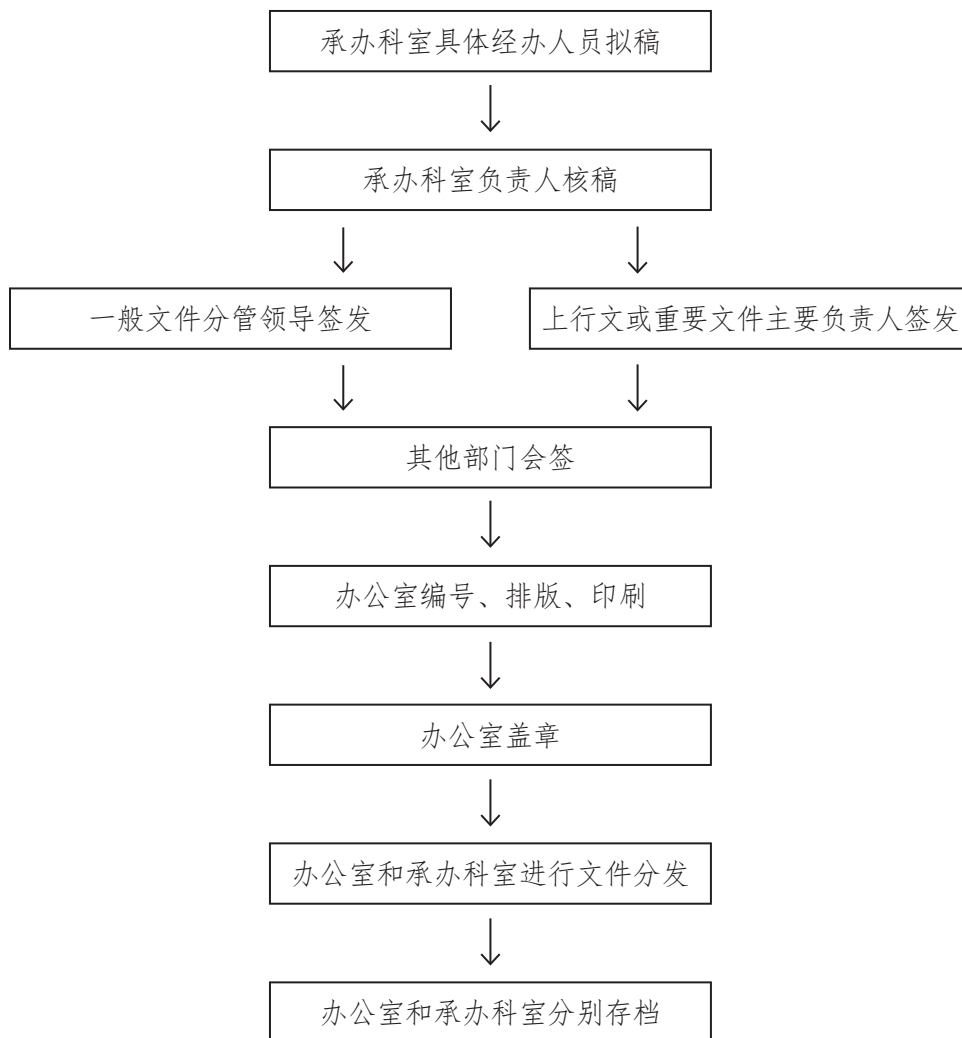 承办科室具体经办人员拟稿
承办科室负责人核稿
一般文件分管领导签发
上行文或重要文件主要负责人签发
其他部门会签
办公室编号、排版、印刷
办公室盖章
办公室和承办科室进行文件分发
办公室和承办科室分别存档